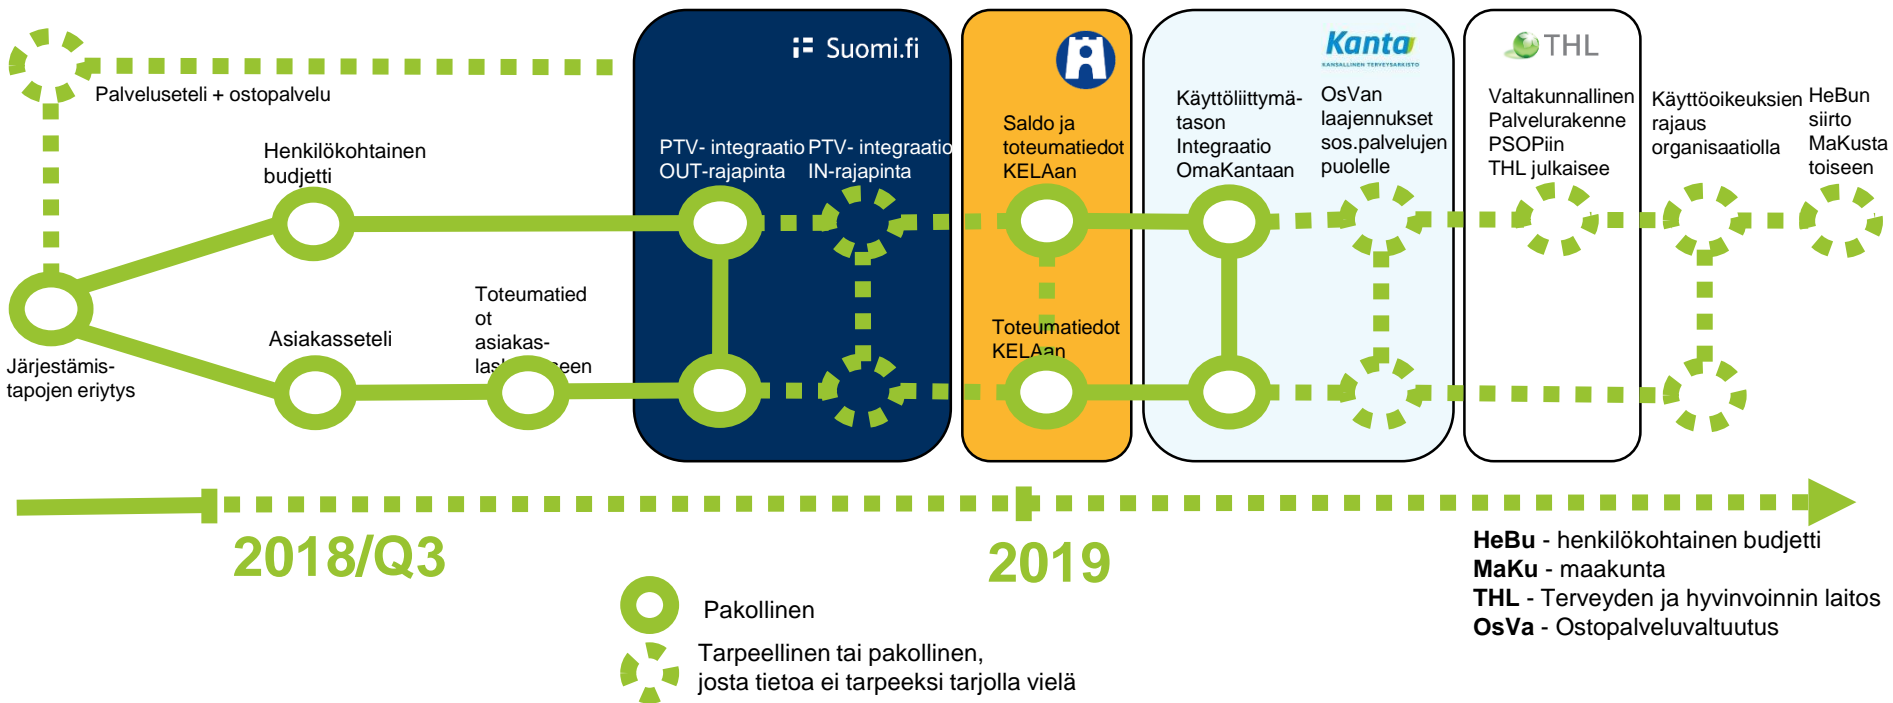 Suomi.fi
Kanta
KANSALLINEN TERVEYSARKISTO
THL
Palveluseteli + ostopalvelu
Henkilökohtainen
budjetti
PTV- integraatio
OUT-rajapinta
PTV- integraatio
IN-rajapinta
Saldo ja
toteumatiedot
KELAan
Käyttöliittymä-
tason
Integraatio
OmaKantaan
OsVan
laajennukset
sos.palvelujen
puolelle
Valtakunnallinen
Palvelurakenne
PSOPiin
THL julkaisee
Käyttöoikeuksien
rajaus
organisaatiolla
HeBun
siirto
MaKusta
toiseen
Järjestämis-
tapojen eriytys
Asiakasseteli
Toteumatied
ot
asiakas-
Toteumatiedot
KELAan
2018/Q3
2019
Pakollinen
Tarpeellinen tai pakollinen,
josta tietoa ei tarpeeksi tarjolla vielä
HeBu - henkilökohtainen budjetti
MaKu - maakunta
THL - Terveyden ja hyvinvoinnin laitos
OsVa - Ostopalveluvaltuutus